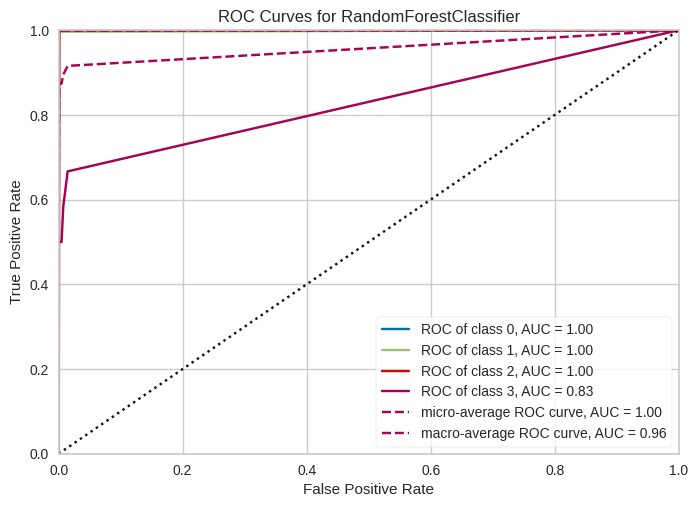 ROC Curves for RandomForestClassifier
True Positive Rate
1.0
0.8
0.6
0.4
0.2
0.0
ROC of class 0, AUC = 1.00
ROC of class 1, AUC = 1.00
ROC of class 2, AUC = 1.00
ROC of class 3, AUC = 0.83
micro-average ROC curve, AUC = 1.00
macro-average ROC curve, AUC = 0.96
0.0 0.2 0.4 0.6 0.8 1.0
False Positive Rate